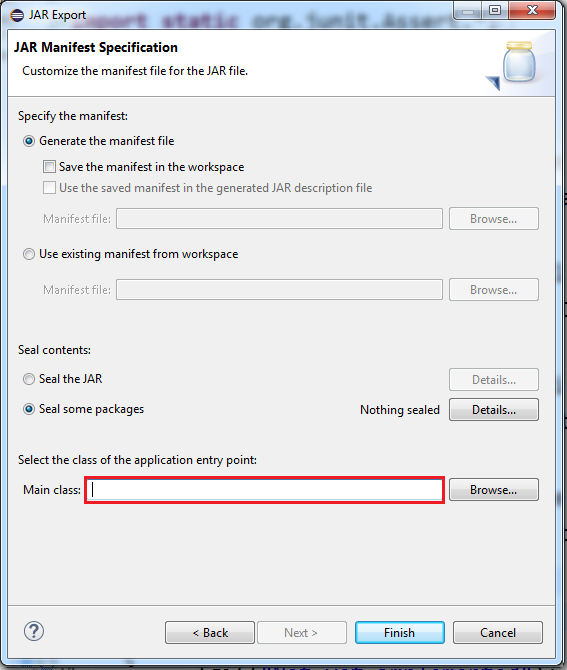 export static org.junit.Assert.*;
JAR Export
JAR Manifest Specification
Customize the manifest file for the JAR file.
Specify the manifest:
Generate the manifest file
Save the manifest in the workspace
Use the saved manifest in the generated JAR description file
Manifest file:
Browse...
Use existing manifest from workspace
Manifest file:
Browse...
Seal contents:
Seal the JAR
Details...
Seal some packages
Nothing sealed
Details...
Select the class of the application entry point:
Main class:
Browse...
?
< Back
Next >
Finish
Cancel